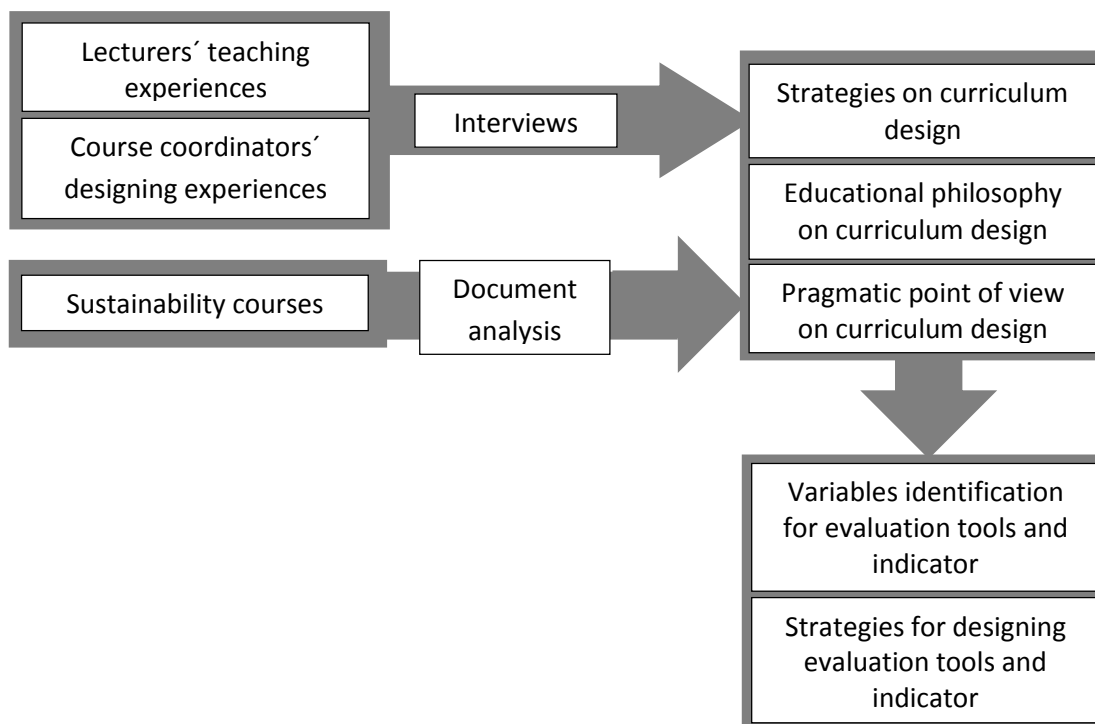 Lecturers´ teaching
experiences
Course coordinators´
designing experiences
Interviews
Strategies on curriculum
design
Educational philosophy
on curriculum design
Pragmatic point of view
on curriculum design
Sustainability courses
Document
analysis
Variables identification
for evaluation tools and
indicator
Strategies for designing
evaluation tools and
indicator